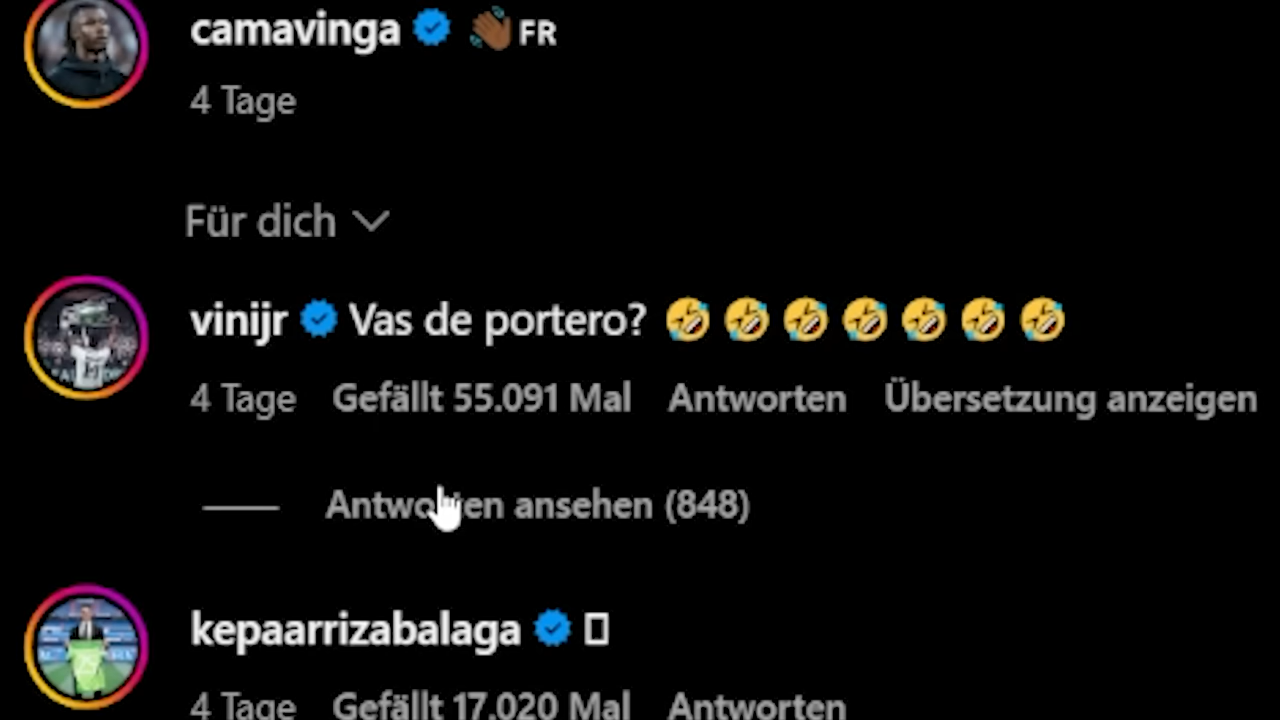 camavinga 👋🏾 FR
4 Tage
Für dich
vinijr Vas de portero? 🤣🤣🤣🤣🤣🤣🤣
4 Tage Gefällt 55.091 Mal Antworten Übersetzung anzeigen
Antworten ansehen (848)
kepaarrizabalaga
4 Tage Gefällt 17.020 Mal Antworten